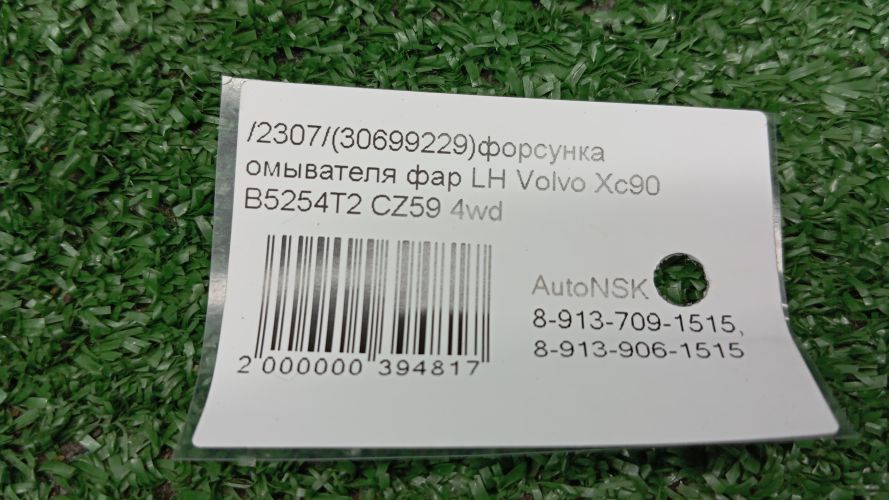 /2307/(30699229)форсунка
омывателя фар LH Volvo Xc90
B5254T2 CZ59 4wd
AutoNSK
8-913-709-1515,
8-913-906-1515
2 000000 394817